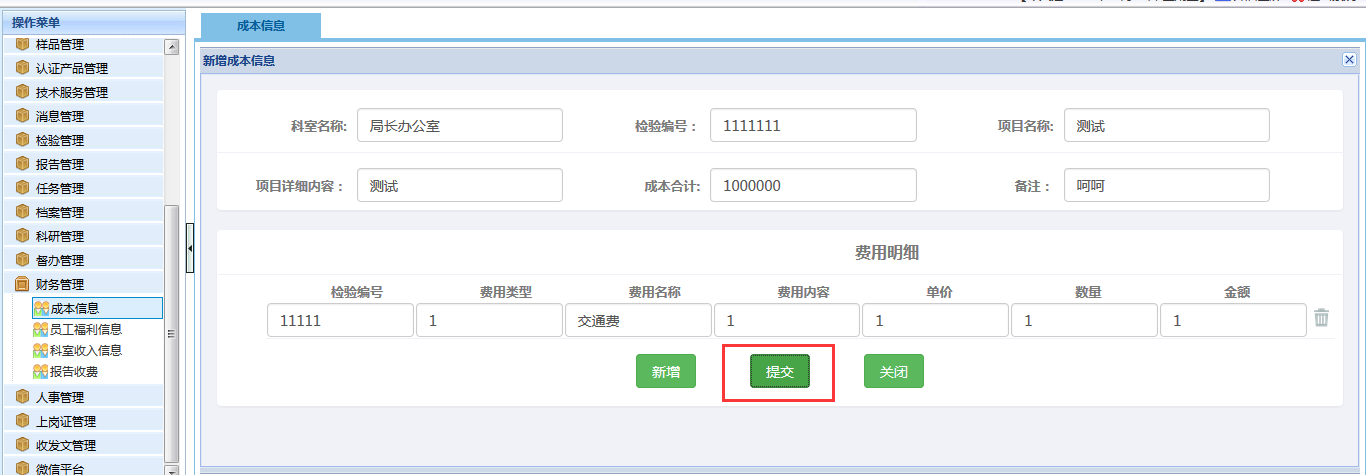 操作菜单
样品管理
认证产品管理
技术服务管理
消息管理
检验管理
报告管理
任务管理
档案管理
科研管理
督办管理
财务管理
成本信息
员工福利信息
科室收入信息
报告收费
人事管理
上岗证管理
收发文管理
微信平台
成本信息
新增成本信息
科室名称: 局长办公室 检验编号： 1111111 项目名称: 测试
项目详细内容： 测试 成本合计: 1000000 备注： 呵呵
费用明细
检验编号 费用类型 费用名称 费用内容 单价 数量 金额
11111 1 交通费 1 1 1 1
新增 提交 关闭